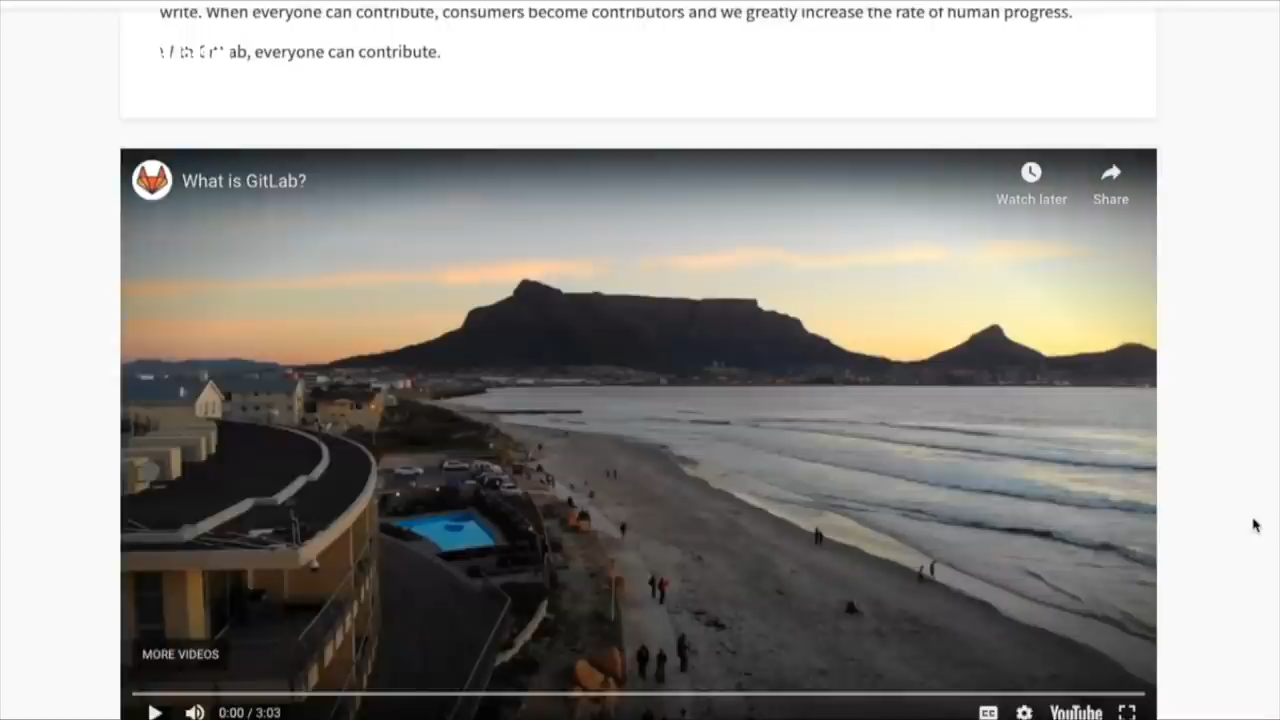 write. When everyone can contribute, consumers become contributors and we greatly increase the rate of human progress.
ab, everyone can contribute.
What is GitLab?
Watch later
Share
MORE VIDEOS
0:00 / 3:03
CC
YouTube